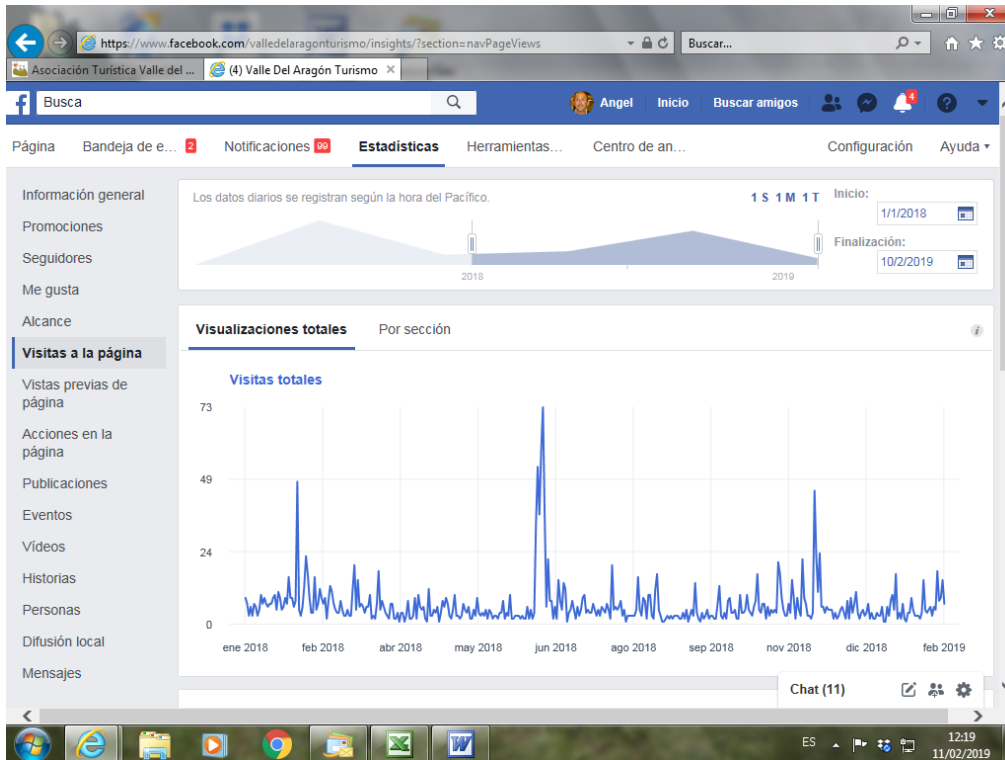 https://www.facebook.com/valledelaragonturismo/insights/?section=navPageViews
Buscar...
Asociación Turística Valle del ...
(4) Valle Del Aragón Turismo
Busca
Angel Inicio Buscar amigos 4
Página Bandeja de e... 2 Notificaciones 99 Estadísticas Herramientas... Centro de an... Configuración Ayuda
Información general
Promociones
Seguidores
Me gusta
Alcance
Visitas a la página
Vistas previas de
página
Acciones en la
página
Publicaciones
Eventos
Vídeos
Historias
Personas
Difusión local
Mensajes
Los datos diarios se registran según la hora del Pacífico.
1 S 1 M 1 T
Inicio:
1/1/2018
Finalización:
10/2/2019
2018 2019
Visualizaciones totales Por sección
Visitas totales
73
49
24
0
ene 2018 feb 2018 abr 2018 may 2018 jun 2018 ago 2018 sep 2018 nov 2018 dic 2018 feb 2019
Chat (11)
ES
12:19
11/02/2019